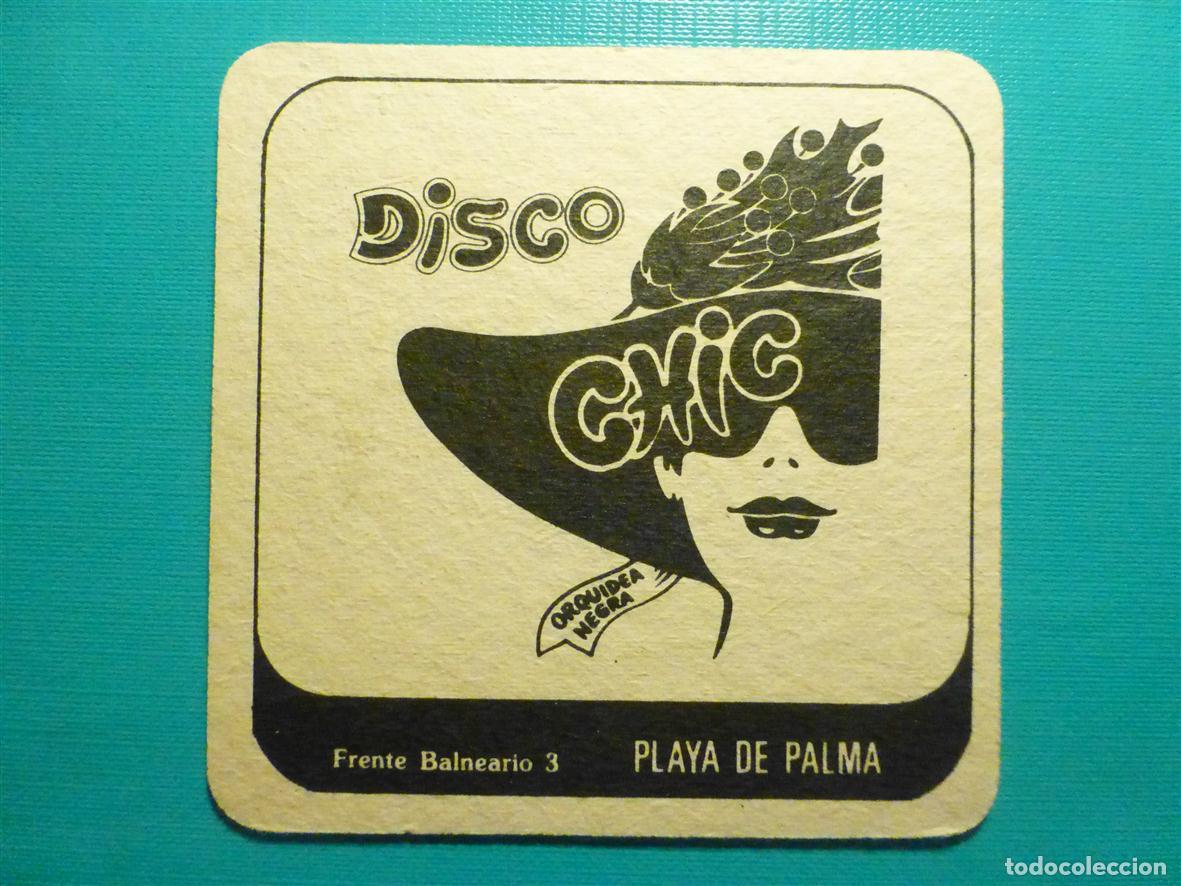 DiSCO
CHiC
ORQUIDEA
NEGRA
Frente Balneario 3 PLAYA DE PALMA
todocoleccion